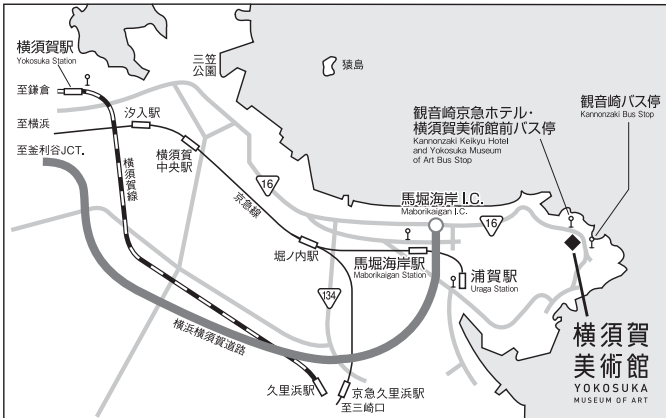 横須賀駅
Yokosuka Station
三笠
公園
猿島
至鎌倉
汐入駅
至横浜
横須賀
中央駅
至釜利谷JCT.
横須賀線
京急線
16
観音崎京急ホテル・
横須賀美術館前バス停
Kannonzaki Keikyu Hotel
and Yokosuka Museum
of Art Bus Stop
観音崎バス停
Kannonzaki Bus Stop
馬堀海岸I.C.
Maborikaigan I.C.
16
堀ノ内駅
馬堀海岸駅
Maborikaigan Station
浦賀駅
Uraga Station
134
横浜横須賀道路
久里浜駅
京急久里浜駅
至三崎口
横須賀
美術館
YOKOSUKA
MUSEUM OF ART